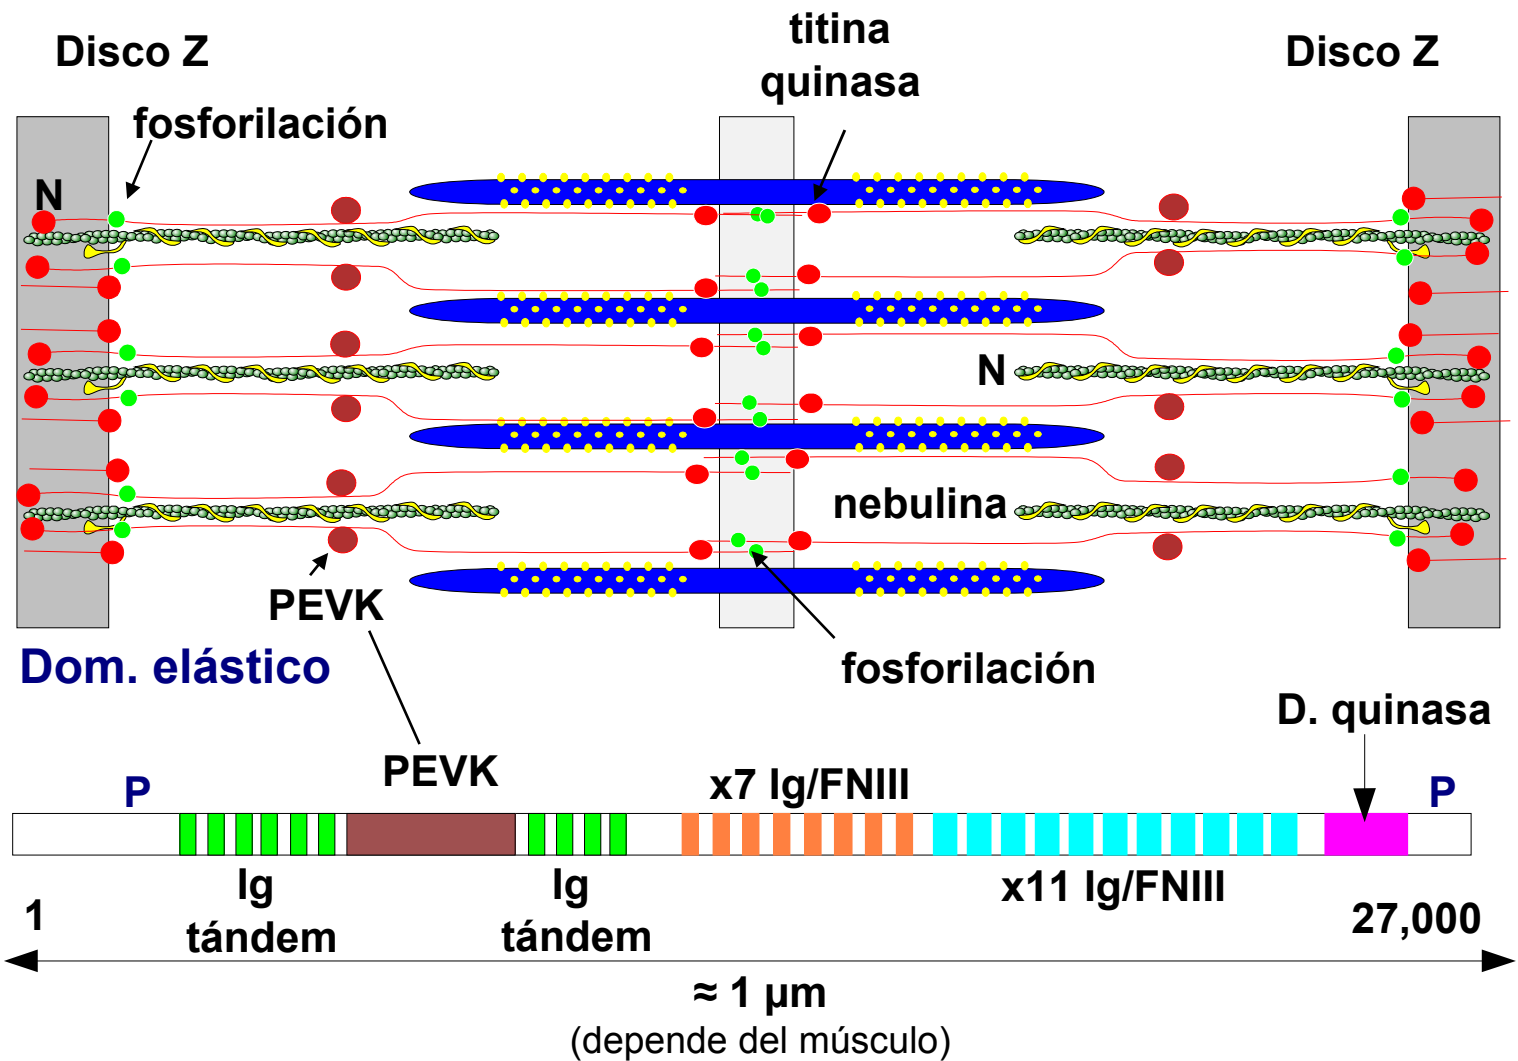 Disco Z
titina
quinasa
Disco Z
fosforilación
N
N
nebulina
PEVK
Dom. elástico
fosforilación
D. quinasa
P
PEVK
x7 Ig/FNIII
P
Ig
tándem
Ig
tándem
x11 Ig/FNIII
1
27,000
≈ 1 µm
(depende del músculo)